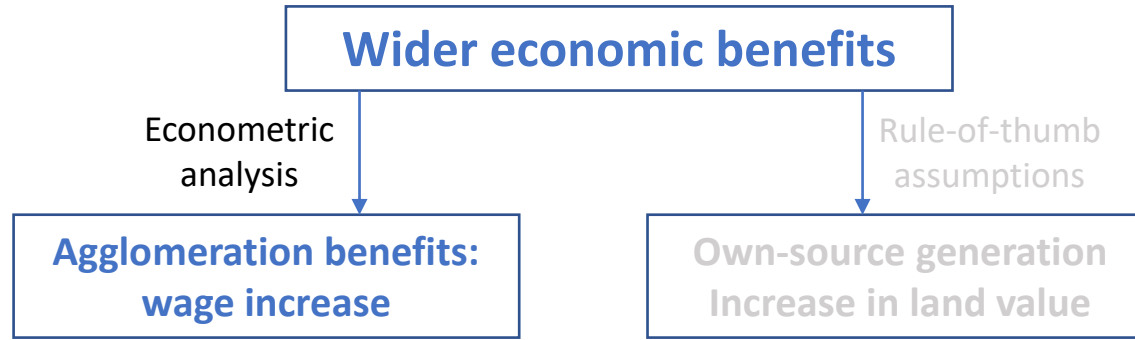 Wider economic benefits
Econometric
analysis
Rule-of-thumb
assumptions
Agglomeration benefits:
wage increase
Own-source generation
Increase in land value